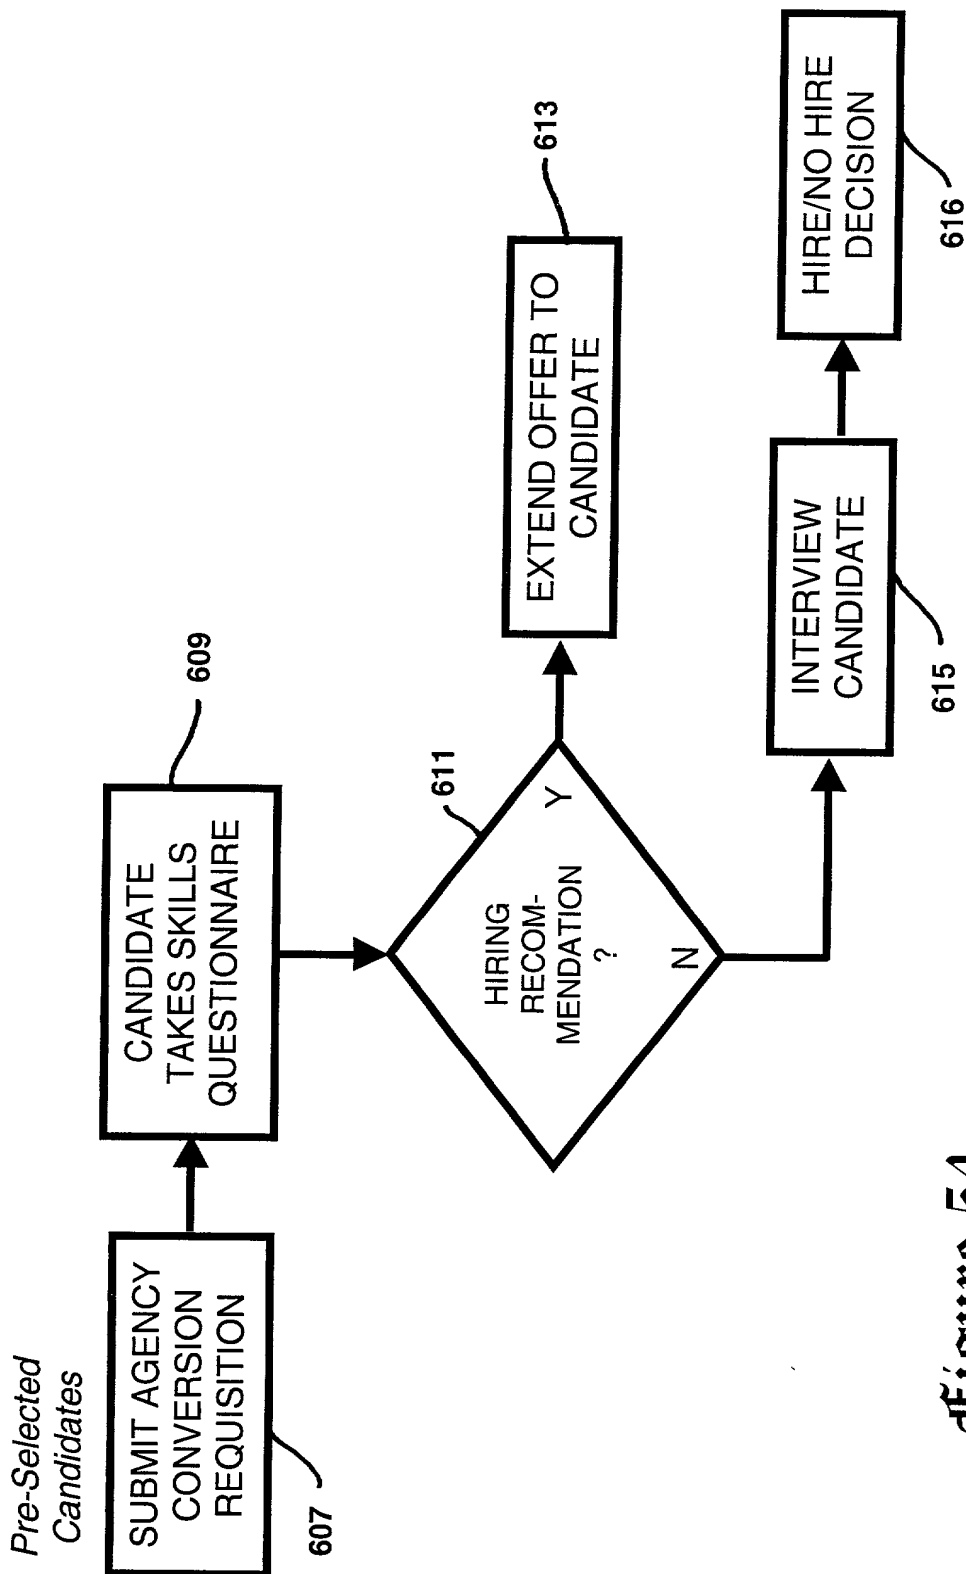 Pre-Selected
Candidates
SUBMIT AGENCY
CONVERSION
REQUISITION
607
CANDIDATE
TAKES SKILLS
QUESTIONNAIRE
609
HIRING
RECOM-
MENDATION
?
Y
N
611
EXTEND OFFER TO
CANDIDATE
613
INTERVIEW
CANDIDATE
615
HIRE/NO HIRE
DECISION
616